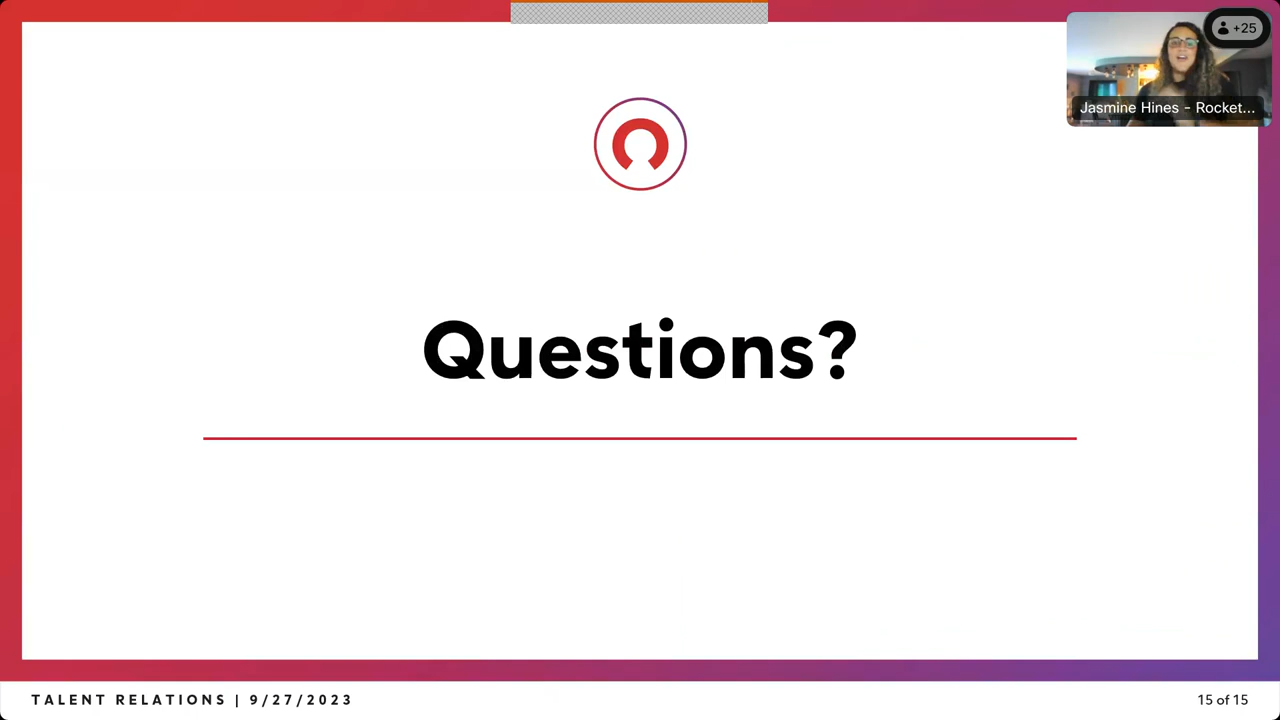 +25
Jasmine Hines - Rocket...
Questions?
TALENT RELATIONS | 9/27/2023
15 of 15